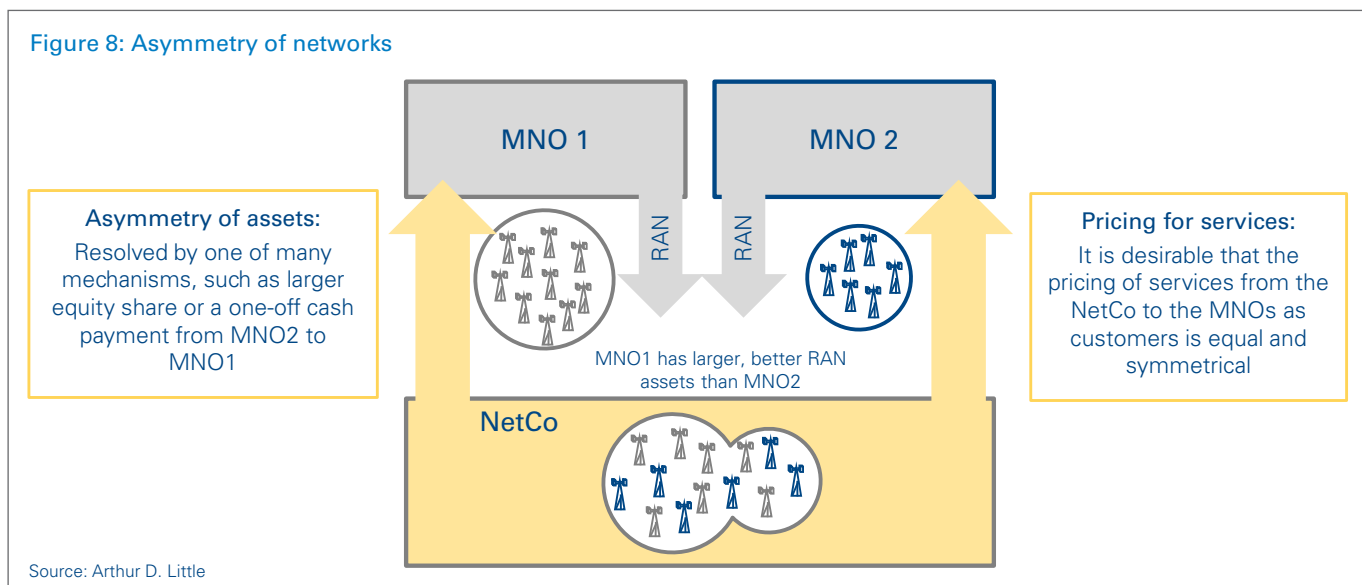 Figure 8: Asymmetry of networks
MNO 1
MNO 2
RAN
RAN
Asymmetry of assets:
Resolved by one of many
mechanisms, such as larger
equity share or a one-off cash
payment from MNO2 to
MNO1
MNO1 has larger, better RAN
assets than MNO2
Pricing for services:
It is desirable that the
pricing of services from the
NetCo to the MNOs as
customers is equal and
symmetrical
NetCo
Source: Arthur D. Little